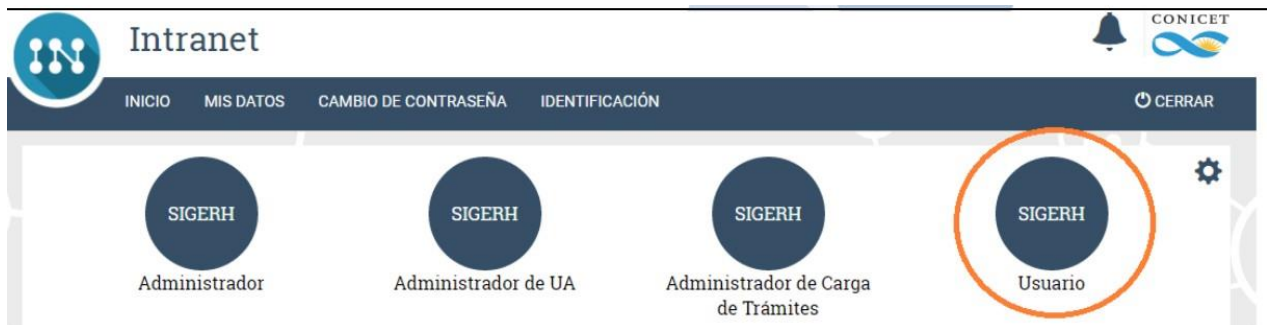 CONICET
IN
Intranet
INICIO MIS DATOS CAMBIO DE CONTRASEÑA IDENTIFICACIÓN CERRAR
SIGERH SIGERH SIGERH SIGERH
Administrador Administrador de UA Administrador de Carga Usuario
de Trámites